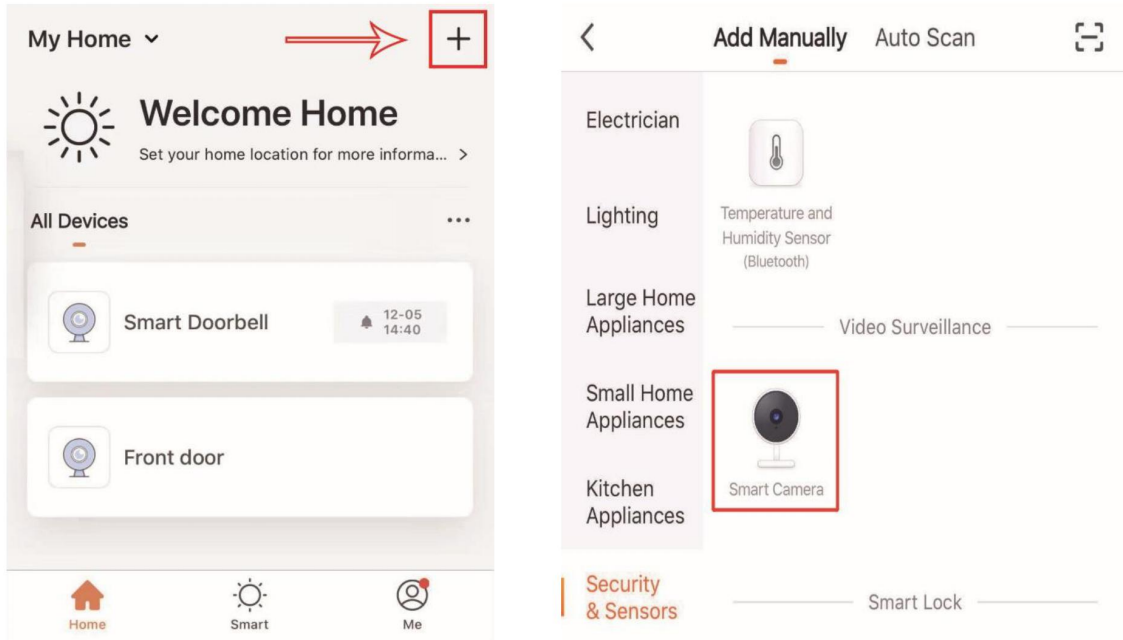 My Home
Welcome Home
Set your home location for more informa... >
All Devices
Smart Doorbell
12-05
14:40
Front door
Home
Smart
Me
Add Manually
Auto Scan
Electrician
Lighting
Large Home
Appliances
Small Home
Appliances
Kitchen
Appliances
Security
& Sensors
Temperature and
Humidity Sensor
(Bluetooth)
Video Surveillance
Smart Camera
Smart Lock